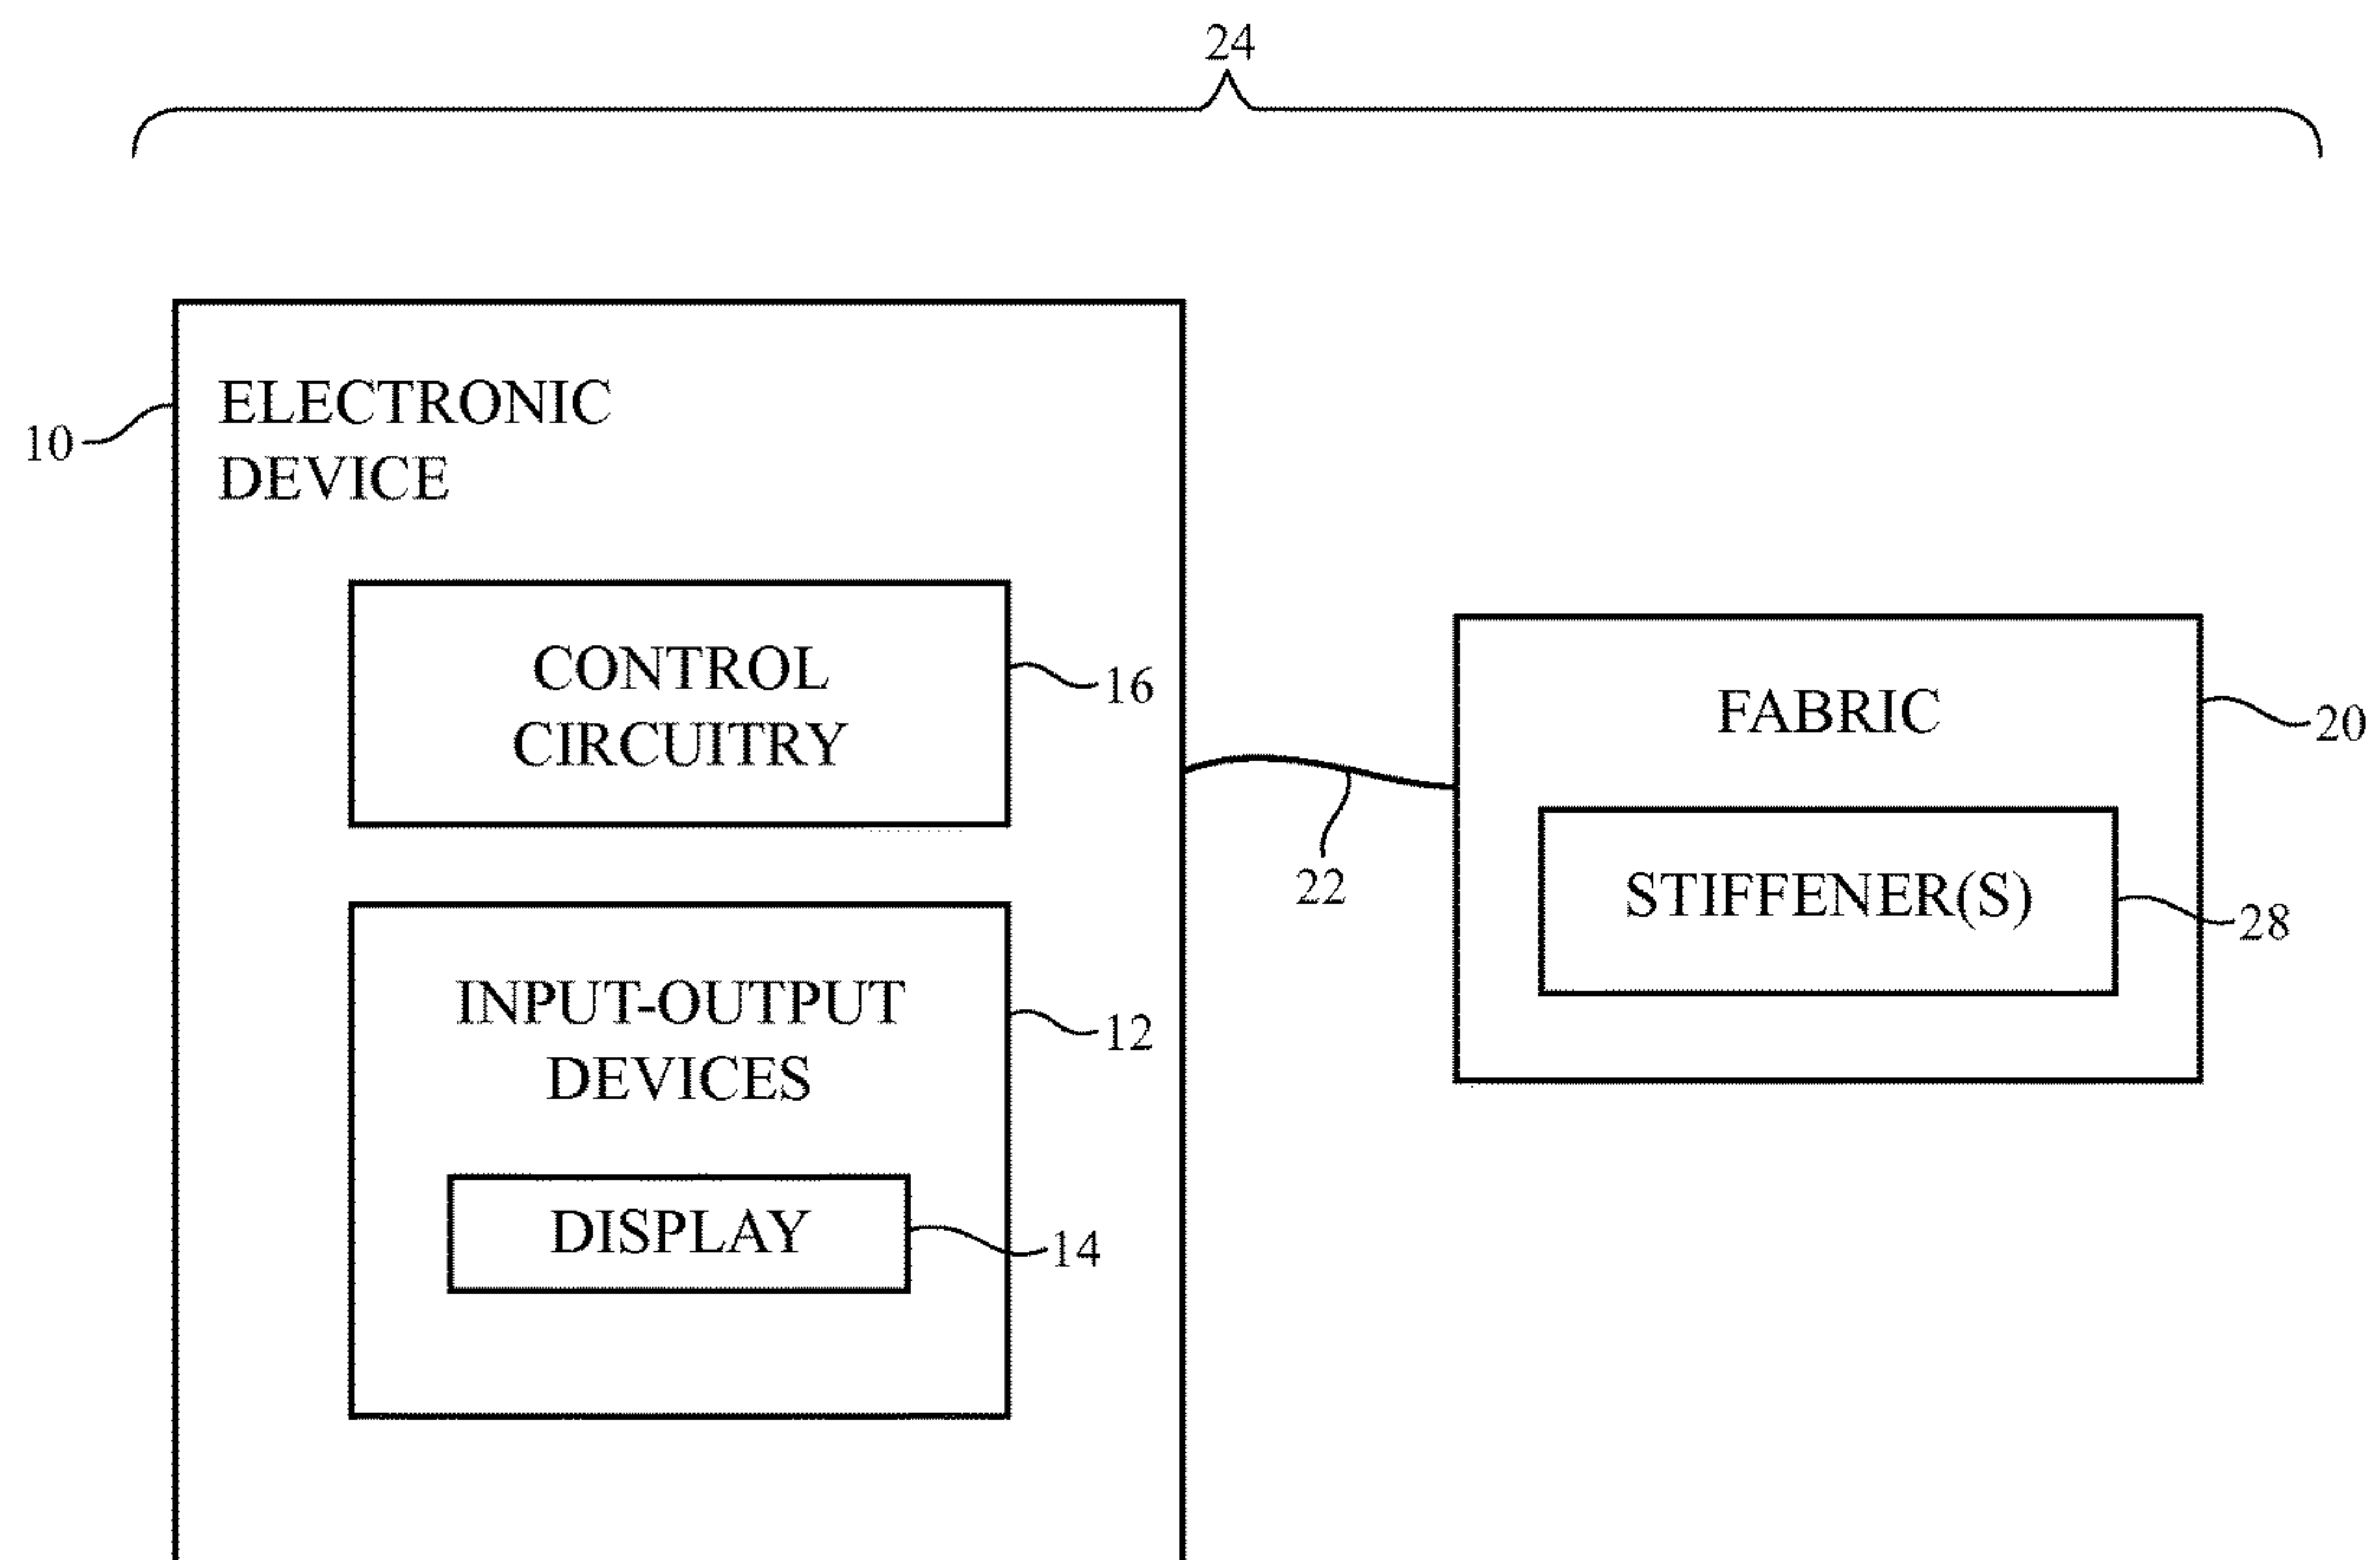 24
10
ELECTRONIC
DEVICE
CONTROL
CIRCUITRY
16
INPUT-OUTPUT
DEVICES
12
DISPLAY
14
22
FABRIC
20
STIFFENER(S)
28